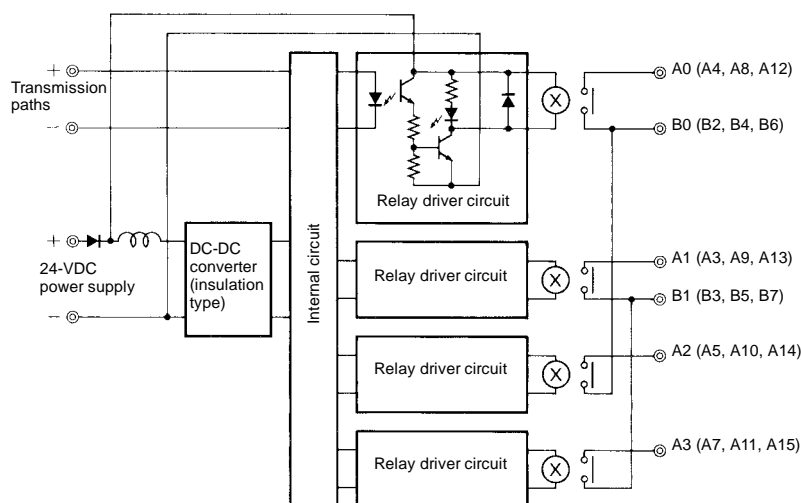 +
Transmission
paths
−
A0 (A4, A8, A12)
X
B0 (B2, B4, B6)
Relay driver circuit
+
24-VDC
power supply
−
DC-DC
converter
(insulation
type)
Internal circuit
Relay driver circuit
X
A1 (A3, A9, A13)
B1 (B3, B5, B7)
Relay driver circuit
X
A2 (A5, A10, A14)
Relay driver circuit
X
A3 (A7, A11, A15)